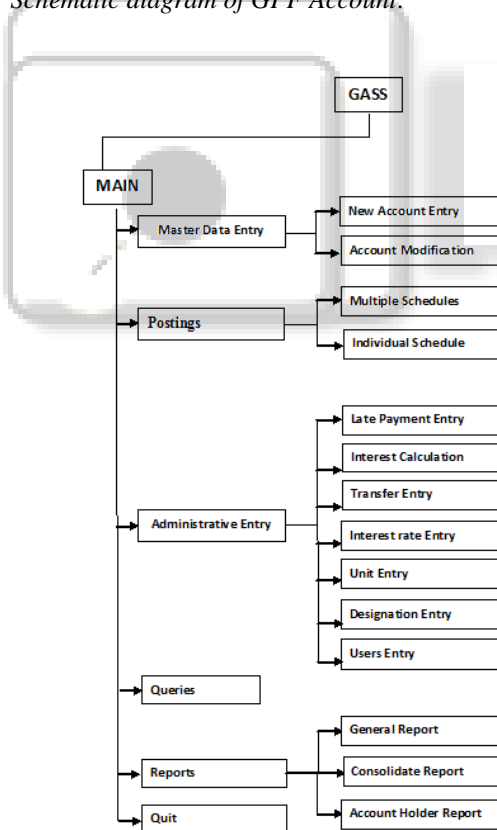 Schematic diagram of GPF Account.
GASS
MAIN
Master Data Entry
New Account Entry
Account Modification
Postings
Multiple Schedules
Individual Schedule
Administrative Entry
Late Payment Entry
Interest Calculation
Transfer Entry
Interest rate Entry
Unit Entry
Designation Entry
Users Entry
Queries
Reports
General Report
Consolidate Report
Account Holder Report
Quit